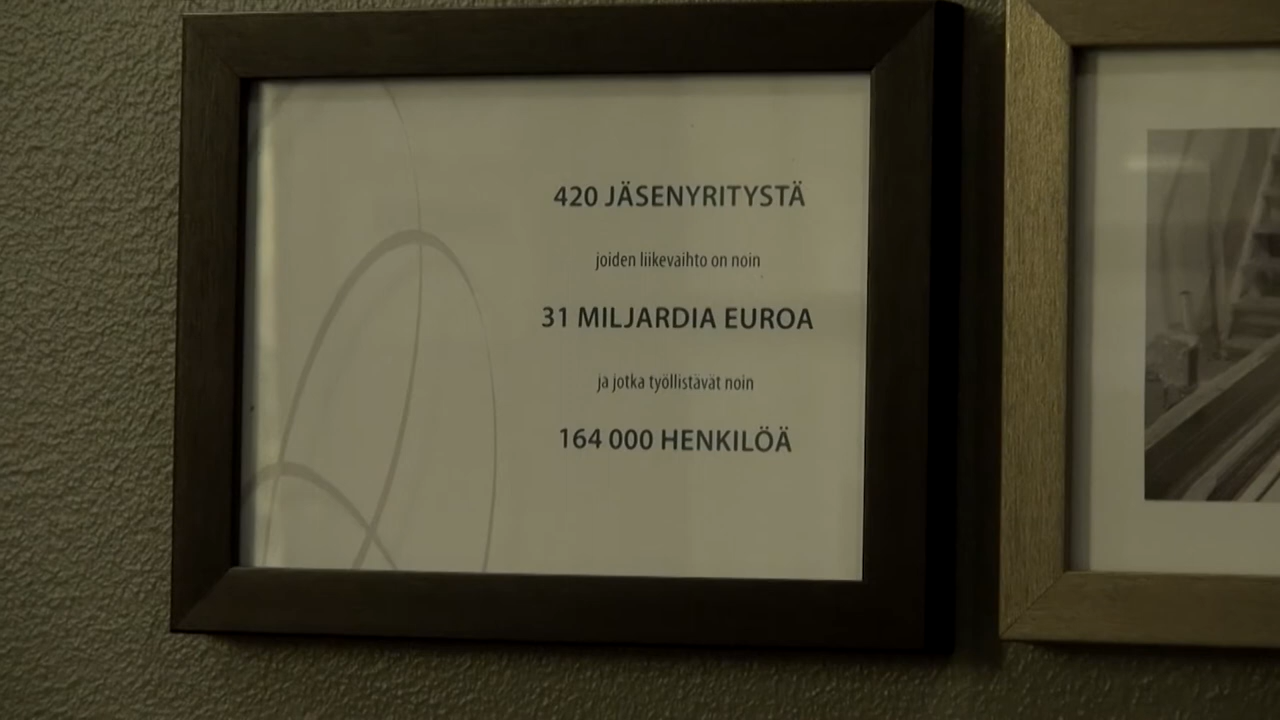 420 JÄSENYRITYSTÄ
joiden liikevaihto on noin
31 MILJARDIA EUROA
ja jotka työllistävät noin
164 000 HENKILÖÄ